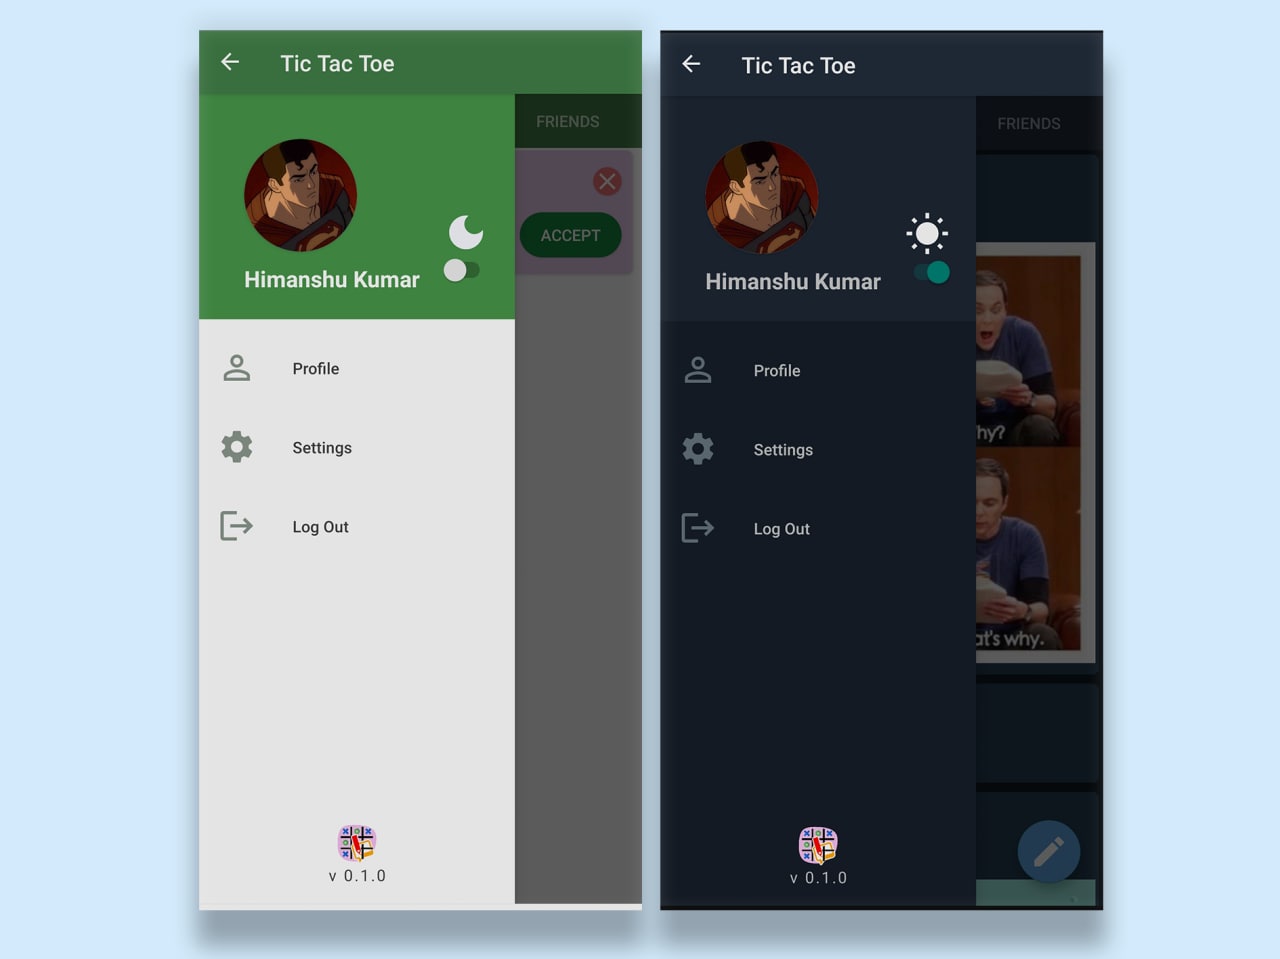 Tic Tac Toe
FRIENDS
ACCEPT
Himanshu Kumar
Profile
Settings
Log Out
v 0.1.0
Tic Tac Toe
FRIENDS
Himanshu Kumar
hy?
Profile
Settings
Log Out
at's why.
v 0.1.0